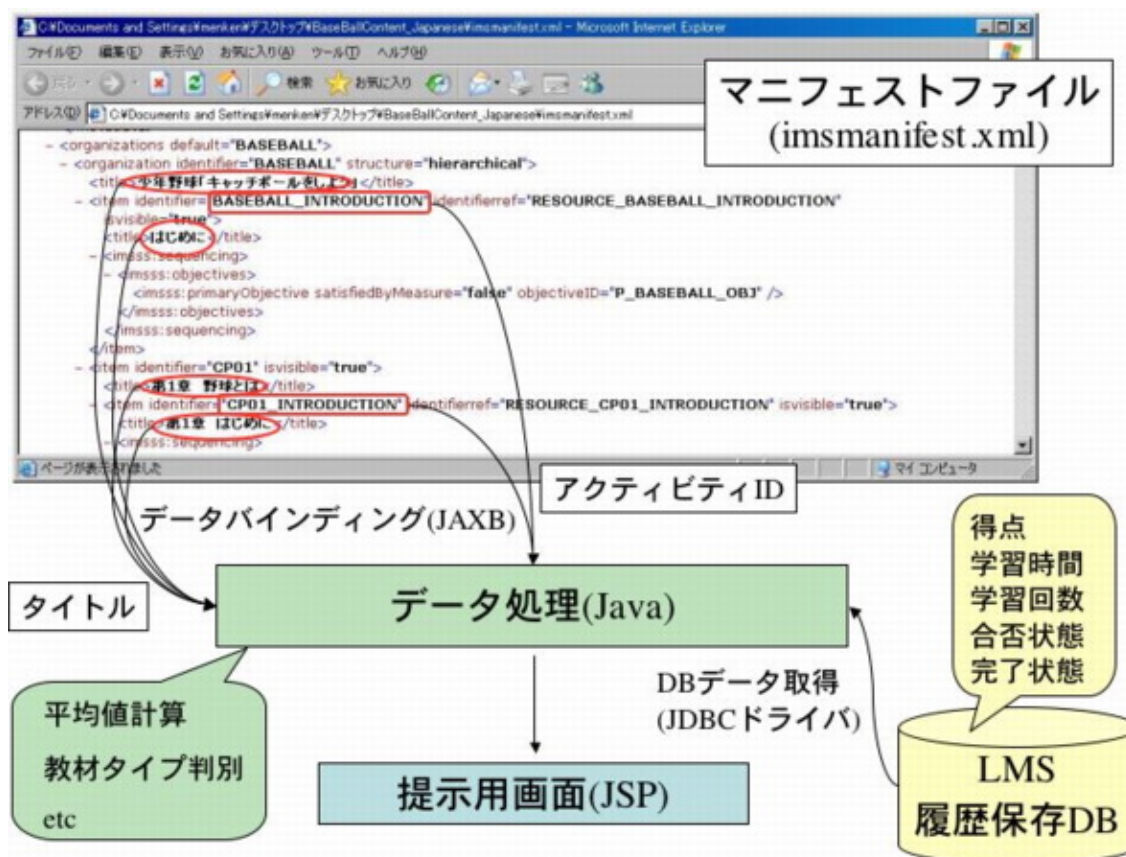 C:¥Documents and Settings¥menken¥デスクトップ¥BaseBallContent_Japanese¥imsmanifest.xml - Microsoft Internet Explorer
ファイル(F) 編集(E) 表示(V) お気に入り(A) ツール(T) ヘルプ(H)
戻る 検索 お気に入り
アドレス(D) C:¥Documents and Settings¥menken¥デスクトップ¥BaseBallContent_Japanese¥imsmanifest.xml
マニフェストファイル
(imsmanifest.xml)
- <organizations default="BASEBALL">
- <organization identifier="BASEBALL" structure="hierarchical">
<title>少年野球「キャッチボールをしよう」</title>
- <item identifier="BASEBALL_INTRODUCTION" identifierref="RESOURCE_BASEBALL_INTRODUCTION"
isvisible="true">
<title>はじめに</title>
- <imsss:sequencing>
- <imsss:objectives>
<imsss:primaryObjective satisfiedByMeasure="false" objectiveID="P_BASEBALL_OBJ" />
</imsss:objectives>
</imsss:sequencing>
</item>
- <item identifier="CP01" isvisible="true">
<title>第1章 野球とは</title>
- <item identifier="CP01_INTRODUCTION" identifierref="RESOURCE_CP01_INTRODUCTION" isvisible="true">
<title>第1章 はじめに</title>
- <imsss:sequencing>
ページが表示されました マイ コンピュータ
アクティビティID
データバインディング(JAXB)
タイトル
データ処理(Java)
得点
学習時間
学習回数
合否状態
完了状態
平均値計算
教材タイプ判別
etc
DBデータ取得
(JDBCドライバ)
提示用画面(JSP)
LMS
履歴保存DB